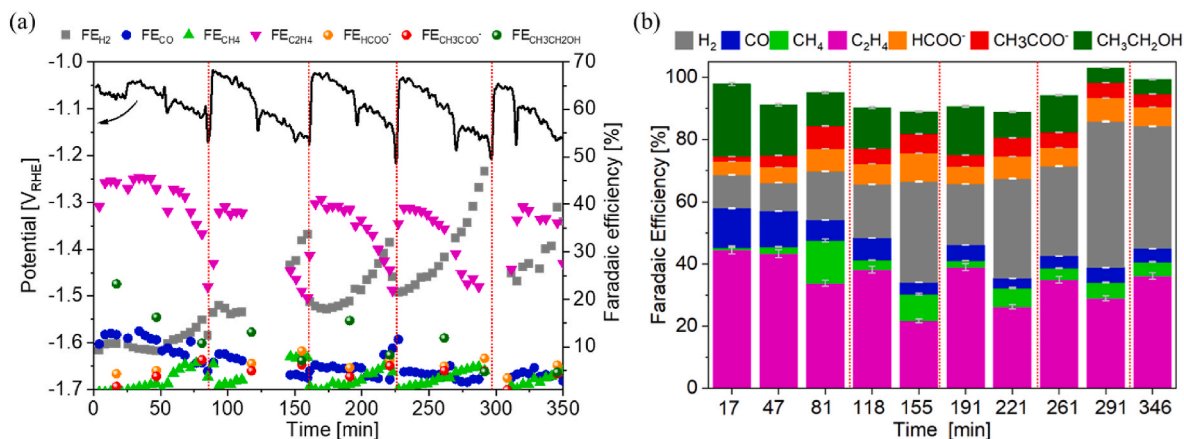 (a)
FE_H2 FE_CO FE_CH4 FE_C2H4 FE_HCOO⁻ FE_CH3COO⁻ FE_CH3CH2OH
Potential [V_RHE]
-1.0
-1.1
-1.2
-1.3
-1.4
-1.5
-1.6
-1.7
70
60
50
40
30
20
10
0
Faradaic efficiency [%]
0 50 100 150 200 250 300 350
Time [min]
(b)
H₂ CO CH₄ C₂H₄ HCOO⁻ CH3COO⁻ CH₃CH₂OH
Faradaic Efficiency [%]
100
80
60
40
20
0
17 47 81 118 155 191 221 261 291 346
Time [min]